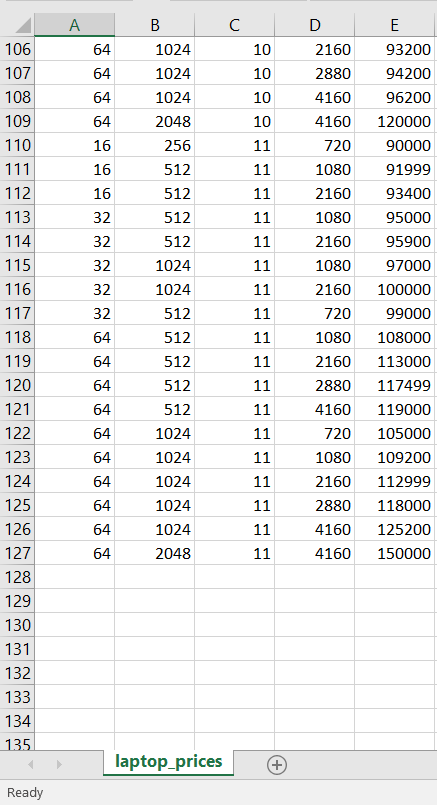 A B C D E
106 64 1024 10 2160 93200
107 64 1024 10 2880 94200
108 64 1024 10 4160 96200
109 64 2048 10 4160 120000
110 16 256 11 720 90000
111 16 512 11 1080 91999
112 16 512 11 2160 93400
113 32 512 11 1080 95000
114 32 512 11 2160 95900
115 32 1024 11 1080 97000
116 32 1024 11 2160 100000
117 32 512 11 720 99000
118 64 512 11 1080 108000
119 64 512 11 2160 113000
120 64 512 11 2880 117499
121 64 512 11 4160 119000
122 64 1024 11 720 105000
123 64 1024 11 1080 109200
124 64 1024 11 2160 112999
125 64 1024 11 2880 118000
126 64 1024 11 4160 125200
127 64 2048 11 4160 150000
128
129
130
131
132
133
134
135
laptop_prices
Ready